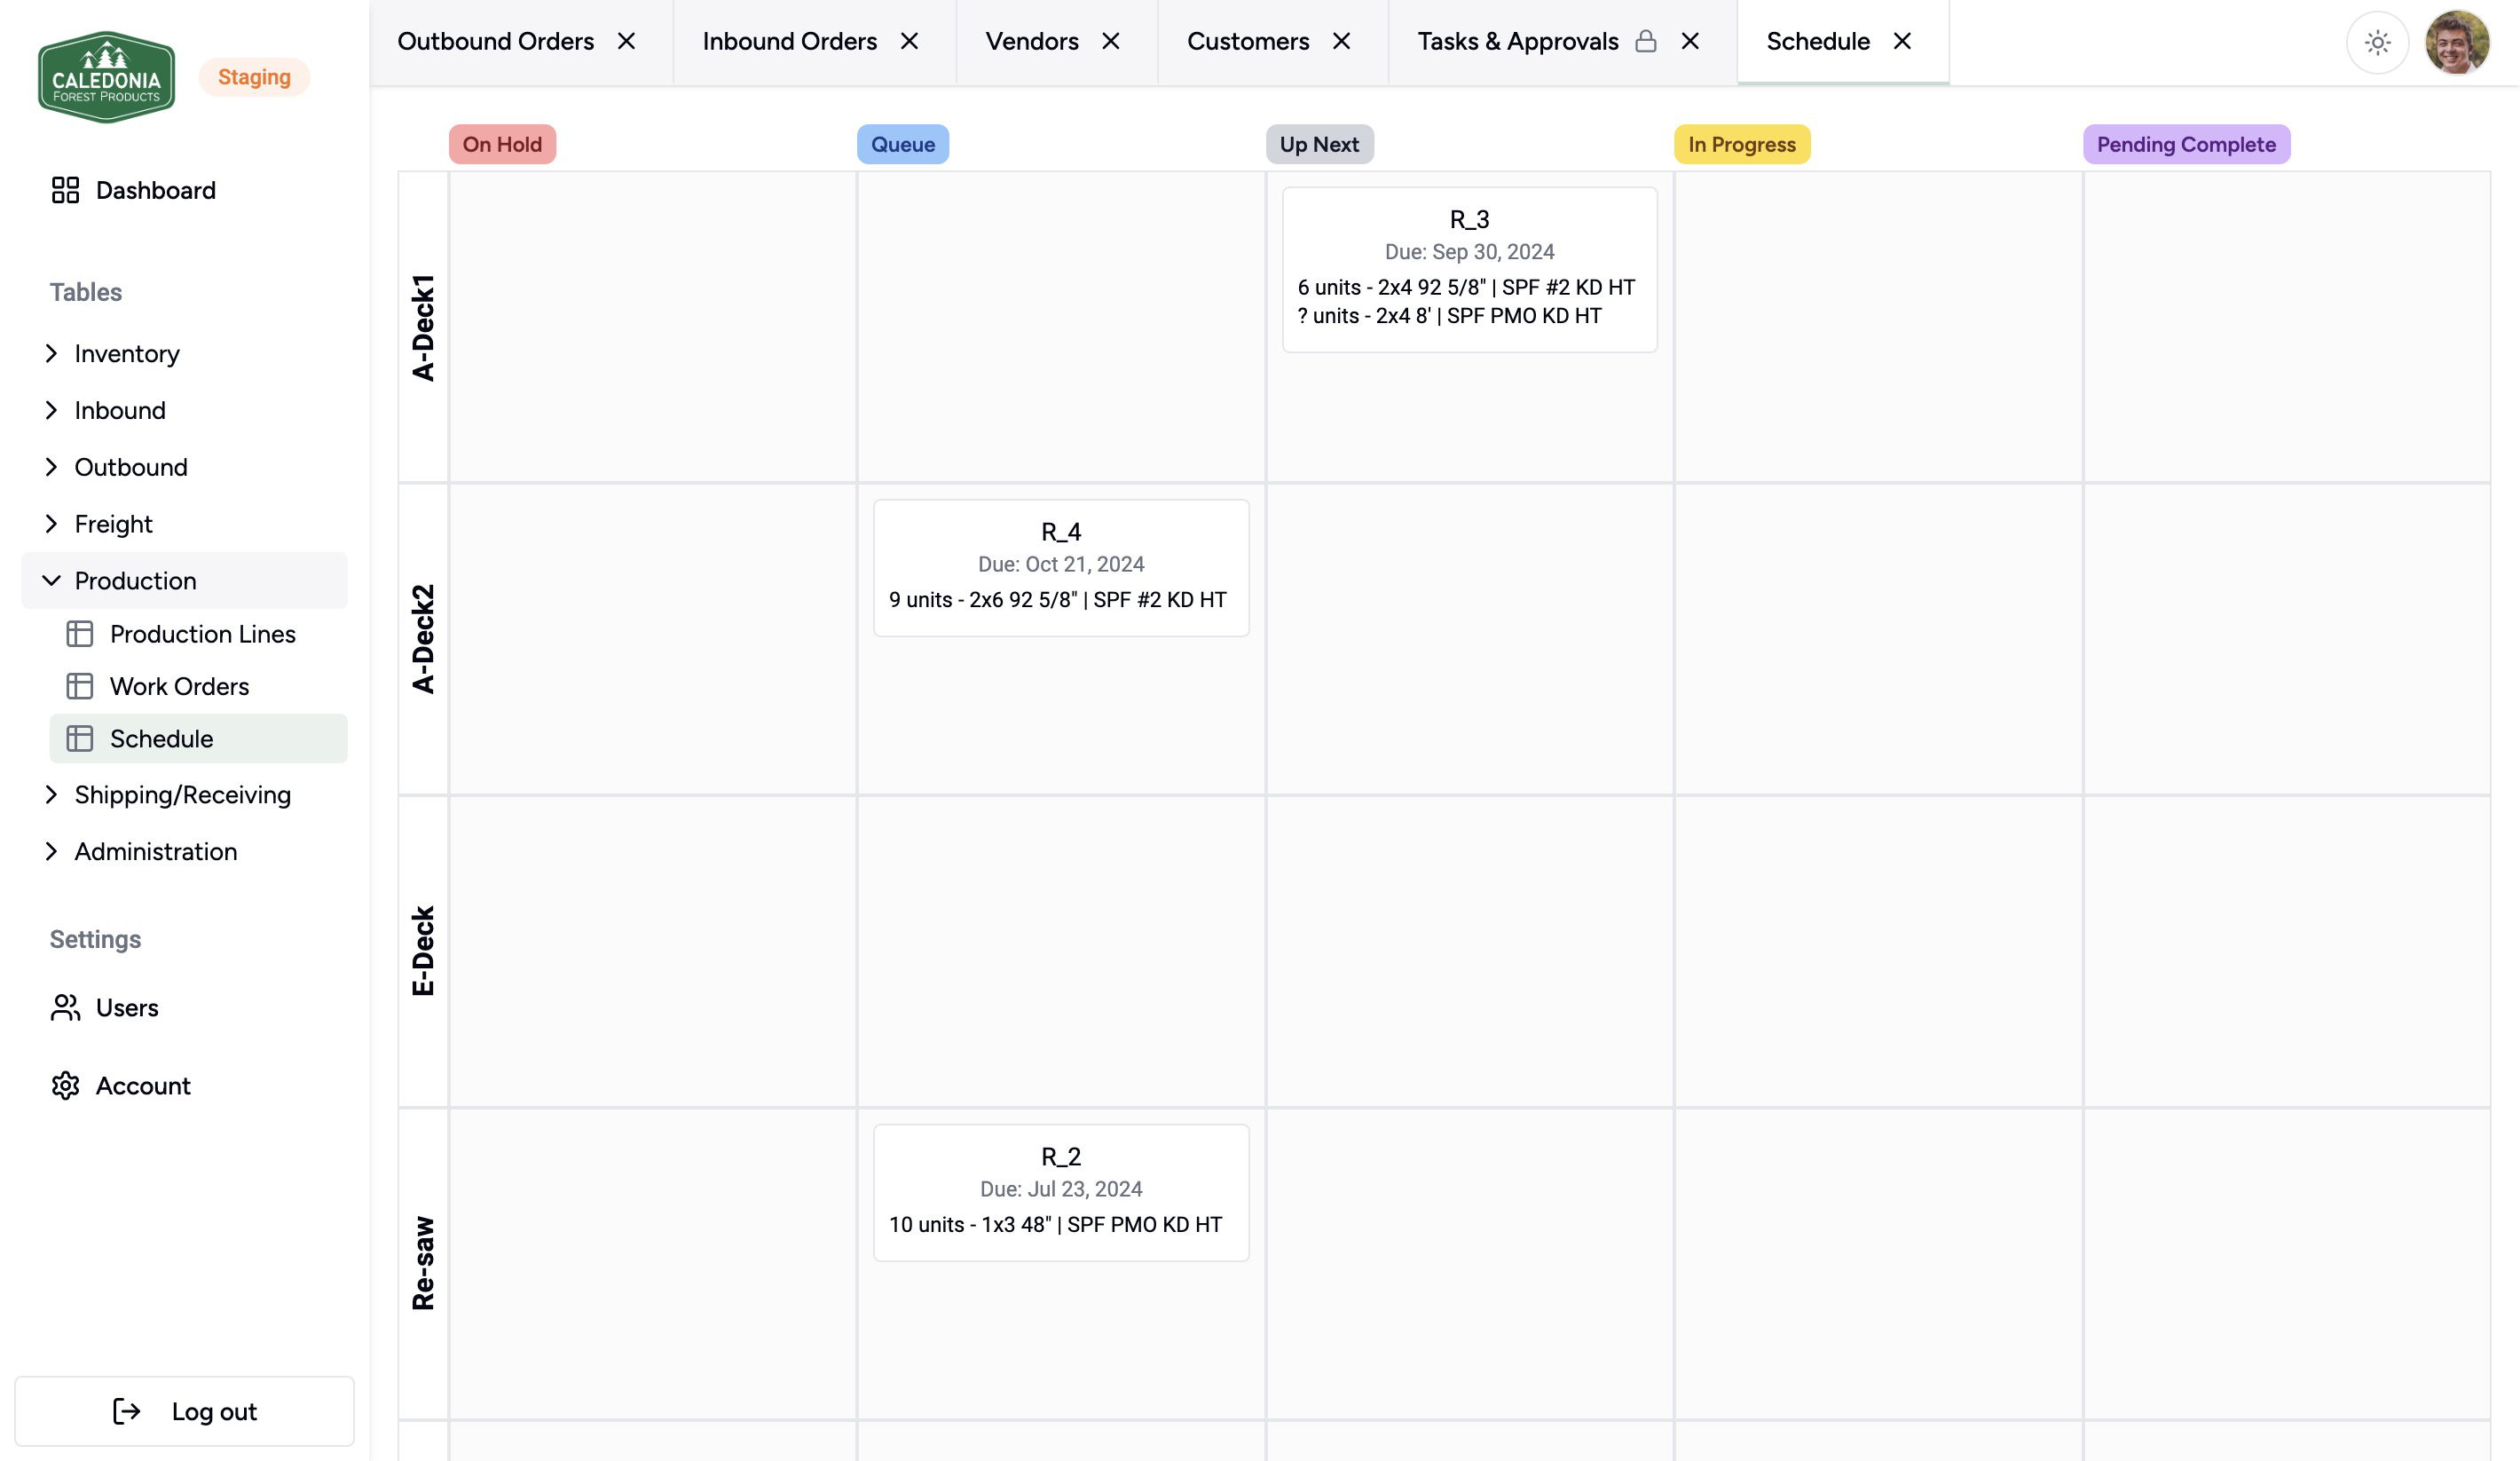 CALEDONIA
FOREST PRODUCTS
Staging
Dashboard
Tables
Inventory
Inbound
Outbound
Freight
Production
Production Lines
Work Orders
Schedule
Shipping/Receiving
Administration
Settings
Users
Account
Log out
Outbound Orders
Inbound Orders
Vendors
Customers
Tasks & Approvals
Schedule
On Hold
Queue
Up Next
In Progress
Pending Complete
A-Deck1
R_3
Due: Sep 30, 2024
6 units - 2x4 92 5/8" | SPF #2 KD HT
? units - 2x4 8' | SPF PMO KD HT
A-Deck2
R_4
Due: Oct 21, 2024
9 units - 2x6 92 5/8" | SPF #2 KD HT
E-Deck
Re-saw
R_2
Due: Jul 23, 2024
10 units - 1x3 48" | SPF PMO KD HT